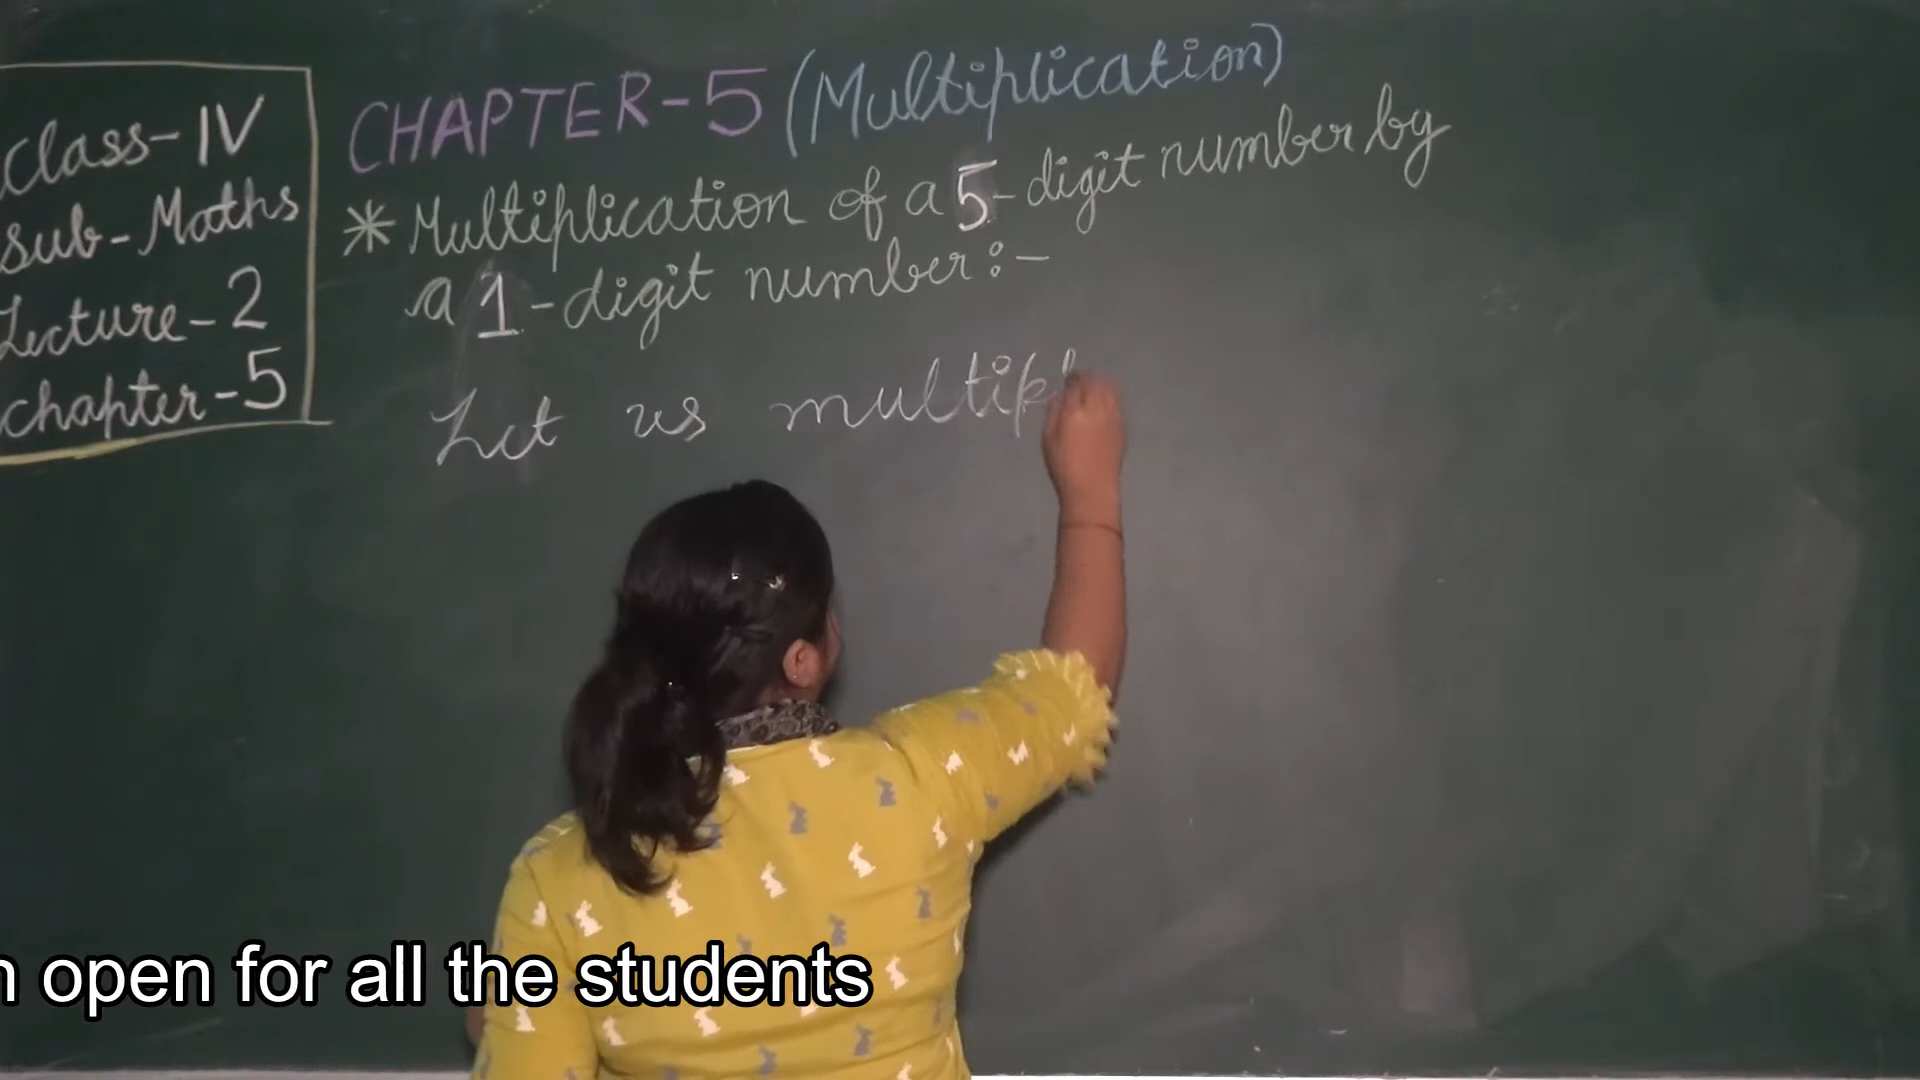 Class-IV
Sub-Maths
Lecture-2
Chapter-5
CHAPTER-5 (Multiplication)
* Multiplication of a 5-digit number by
a 1-digit number:-
Let us
open for all the students